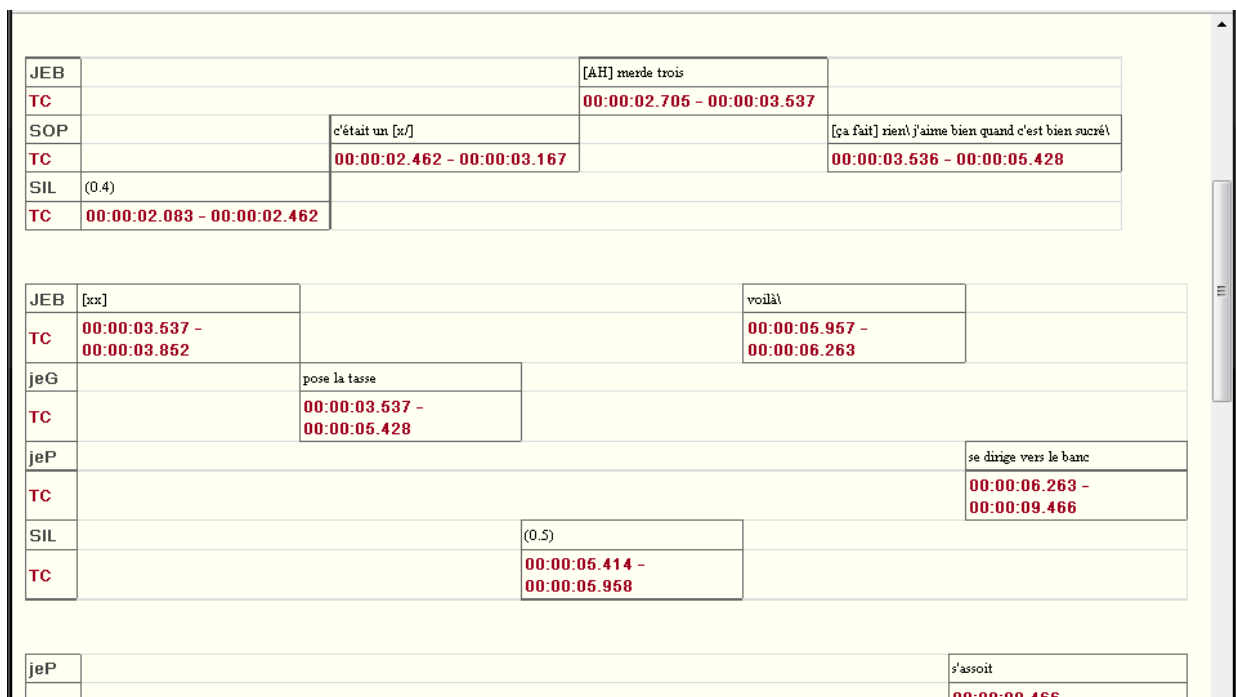 JEB [AH] merde trois
TC 00:00:02.705 - 00:00:03.537
SOP c'était un [x/] [ça fait] rien\ j'aime bien quand c'est bien sucré\
TC 00:00:02.462 - 00:00:03.167 00:00:03.536 - 00:00:05.428
SIL (0.4)
TC 00:00:02.083 - 00:00:02.462
JEB [xx] voilà\
TC 00:00:03.537 - 00:00:03.852 00:00:05.957 - 00:00:06.263
jeG pose la tasse
TC 00:00:03.537 - 00:00:05.428
jeP se dirige vers le banc
TC 00:00:06.263 - 00:00:09.466
SIL (0.5)
TC 00:00:05.414 - 00:00:05.958
jeP s'assoit
00:00:09.466